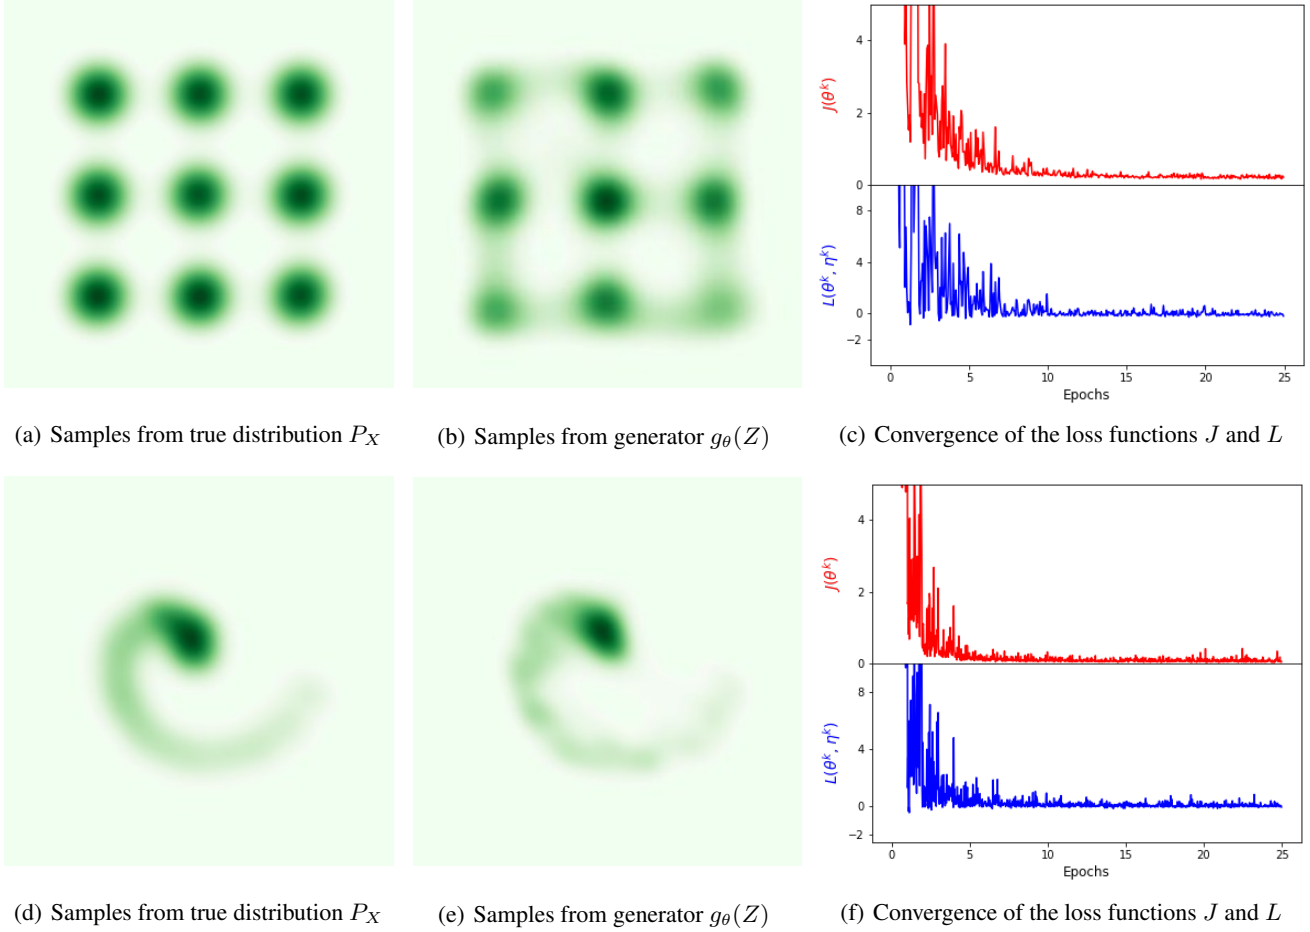 4
2
0
J(θ^k)
8
4
0
−2
L(θ^k, η^k)
0 5 10 15 20 25
Epochs
(a) Samples from true distribution P_X
(b) Samples from generator g_θ(Z)
(c) Convergence of the loss functions J and L
4
2
0
J(θ^k)
8
4
0
−2
L(θ^k, η^k)
0 5 10 15 20 25
Epochs
(d) Samples from true distribution P_X
(e) Samples from generator g_θ(Z)
(f) Convergence of the loss functions J and L